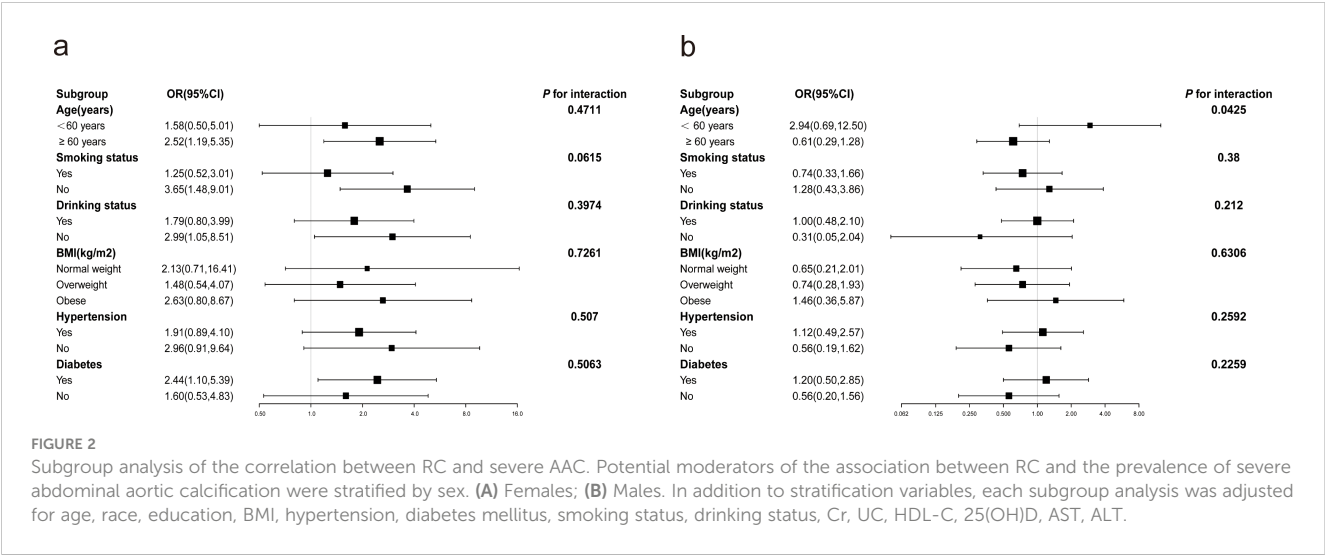 a
Subgroup OR(95%CI) P for interaction
Age(years) 0.4711
<60 years 1.58(0.50,5.01)
≥ 60 years 2.52(1.19,5.35)
Smoking status 0.0615
Yes 1.25(0.52,3.01)
No 3.65(1.48,9.01)
Drinking status 0.3974
Yes 1.79(0.80,3.99)
No 2.99(1.05,8.51)
BMI(kg/m2) 0.7261
Normal weight 2.13(0.71,16.41)
Overweight 1.48(0.54,4.07)
Obese 2.63(0.80,8.67)
Hypertension 0.507
Yes 1.91(0.89,4.10)
No 2.96(0.91,9.64)
Diabetes 0.5063
Yes 2.44(1.10,5.39)
No 1.60(0.53,4.83)
0.50 1.0 2.0 4.0 8.0 16.0
b
Subgroup OR(95%CI) P for interaction
Age(years) 0.0425
< 60 years 2.94(0.69,12.50)
≥ 60 years 0.61(0.29,1.28)
Smoking status 0.38
Yes 0.74(0.33,1.66)
No 1.28(0.43,3.86)
Drinking status 0.212
Yes 1.00(0.48,2.10)
No 0.31(0.05,2.04)
BMI(kg/m2) 0.6306
Normal weight 0.65(0.21,2.01)
Overweight 0.74(0.28,1.93)
Obese 1.46(0.36,5.87)
Hypertension 0.2592
Yes 1.12(0.49,2.57)
No 0.56(0.19,1.62)
Diabetes 0.2259
Yes 1.20(0.50,2.85)
No 0.56(0.20,1.56)
0.062 0.125 0.250 0.500 1.00 2.00 4.00 8.00
FIGURE 2
Subgroup analysis of the correlation between RC and severe AAC. Potential moderators of the association between RC and the prevalence of severe
abdominal aortic calcification were stratified by sex. (A) Females; (B) Males. In addition to stratification variables, each subgroup analysis was adjusted
for age, race, education, BMI, hypertension, diabetes mellitus, smoking status, drinking status, Cr, UC, HDL-C, 25(OH)D, AST, ALT.